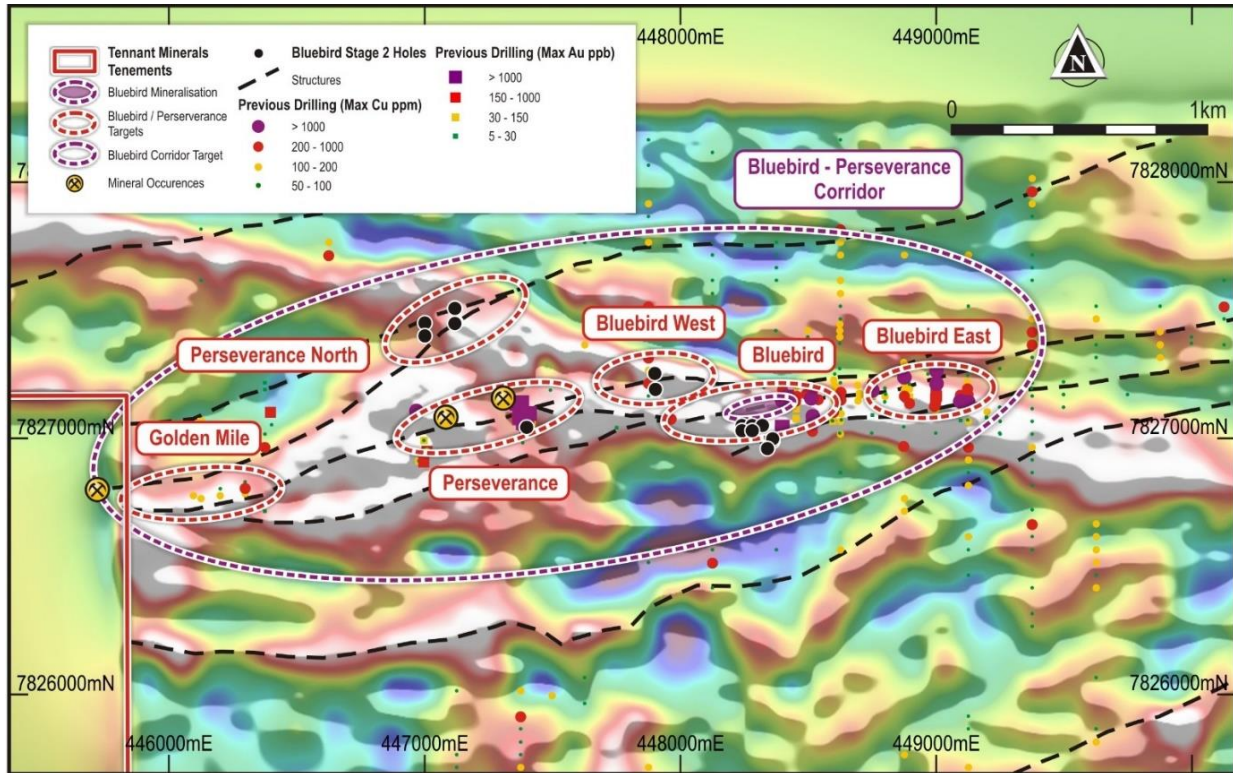 448000mE
449000mE
Tennant Minerals
Tenements
Bluebird Mineralisation
Bluebird / Perserverance
Targets
Bluebird Corridor Target
Mineral Occurences
Bluebird Stage 2 Holes
Structures
Previous Drilling (Max Cu ppm)
> 1000
200 - 1000
100 - 200
50 - 100
Previous Drilling (Max Au ppb)
> 1000
150 - 1000
30 - 150
5 - 30
N
0
1km
78
7828000mN
Bluebird - Perseverance
Corridor
Bluebird West
Bluebird East
Bluebird
Perseverance North
7827000mN
7827000mN
Golden Mile
Perseverance
7826000mN
7826000mN
446000mE
447000mE
448000mE
449000mE